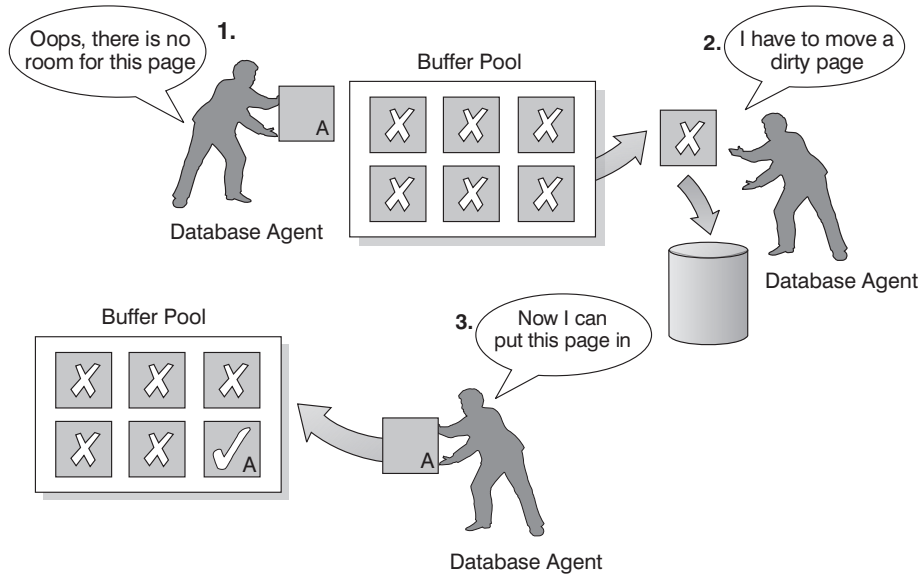 1.
Oops, there is no
room for this page
A
Database Agent
Buffer Pool
2.
I have to move a
dirty page
Database Agent
Buffer Pool
A
3.
Now I can
put this page in
A
Database Agent